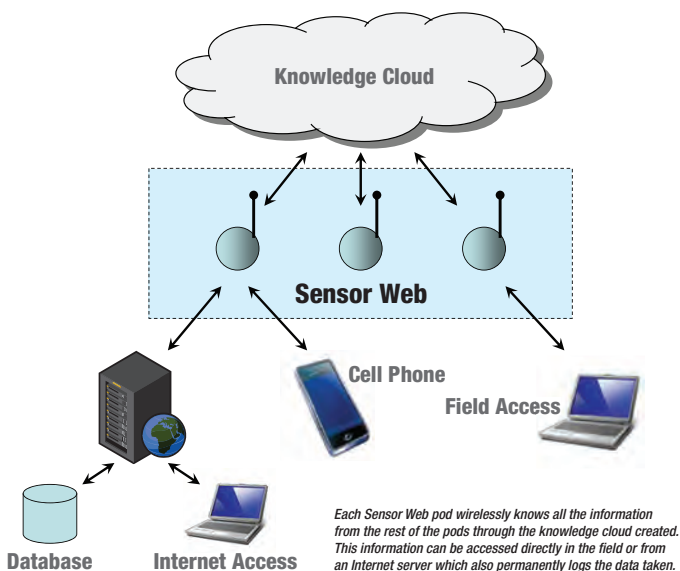 Knowledge Cloud
Sensor Web
Cell Phone
Field Access
Database
Internet Access
Each Sensor Web pod wirelessly knows all the information
from the rest of the pods through the knowledge cloud created.
This information can be accessed directly in the field or from
an Internet server which also permanently logs the data taken.